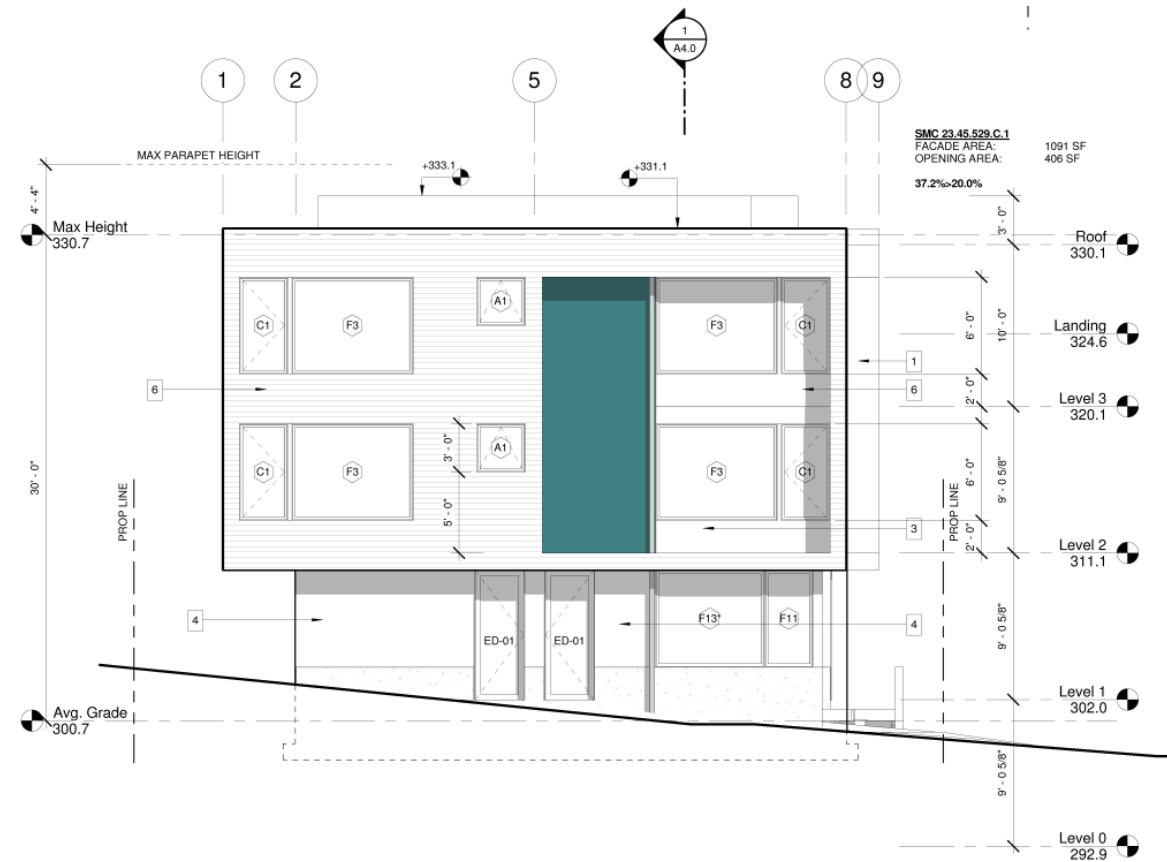 1
A4.0
1
2
5
8
9
SMC 23.45.529.C.1
FACADE AREA: 1091 SF
OPENING AREA: 406 SF
37.2%>20.0%
MAX PARAPET HEIGHT
+333.1
+331.1
4' - 4"
3' - 0"
Max Height
330.7
Roof
330.1
A1
C1
F3
F3
C1
6' - 0"
10' - 0"
Landing
324.6
1
6
6
2' - 0"
Level 3
320.1
3' - 0"
A1
C1
F3
F3
C1
6' - 0"
9' - 0 5/8"
30' - 0"
PROP LINE
5' - 0"
PROP LINE
3
2' - 0"
Level 2
311.1
4
ED-01
ED-01
F13*
F11
4
9' - 0 5/8"
Level 1
302.0
Avg. Grade
300.7
9' - 0 5/8"
Level 0
292.9